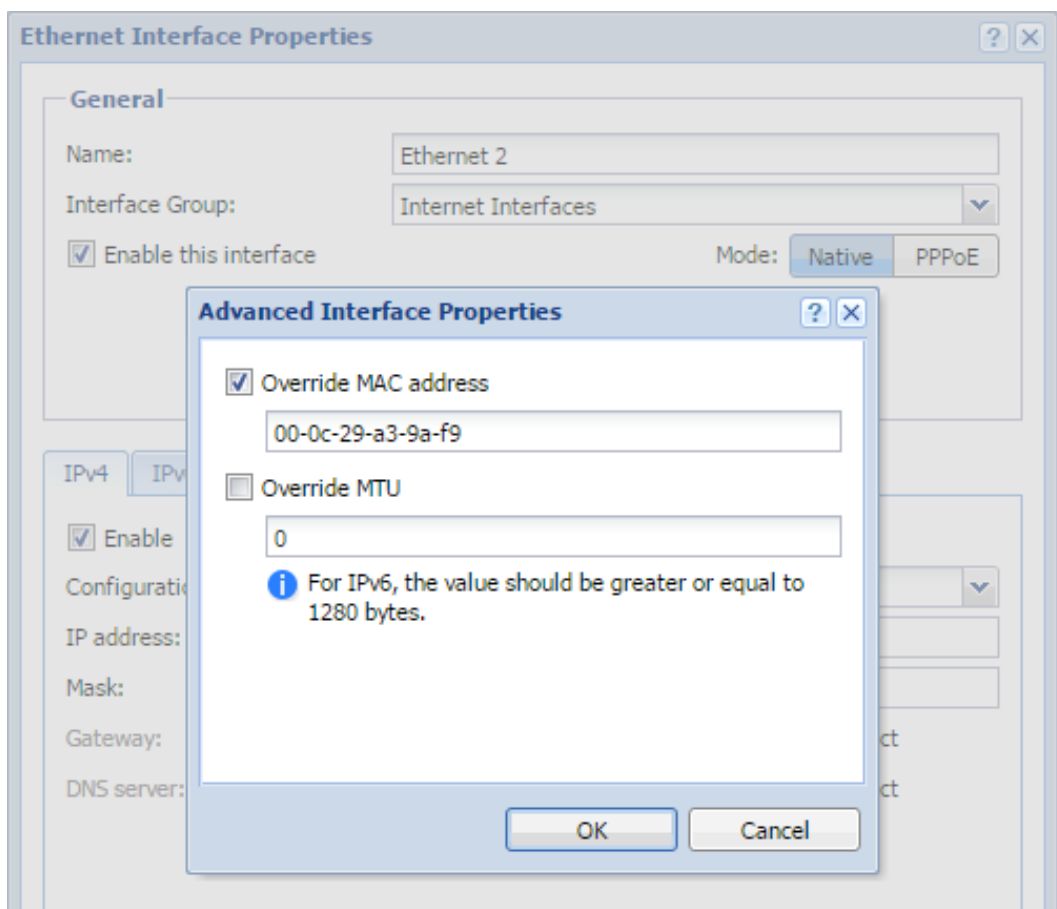 Ethernet Interface Properties
General
Name: Ethernet 2
Interface Group: Internet Interfaces
Enable this interface Mode: Native PPPoE
Advanced Interface Properties
Override MAC address
00-0c-29-a3-9a-f9
Override MTU
0
For IPv6, the value should be greater or equal to
1280 bytes.
OK Cancel
IPv4
Enable
IP address:
Mask:
Gateway:
DNS server: